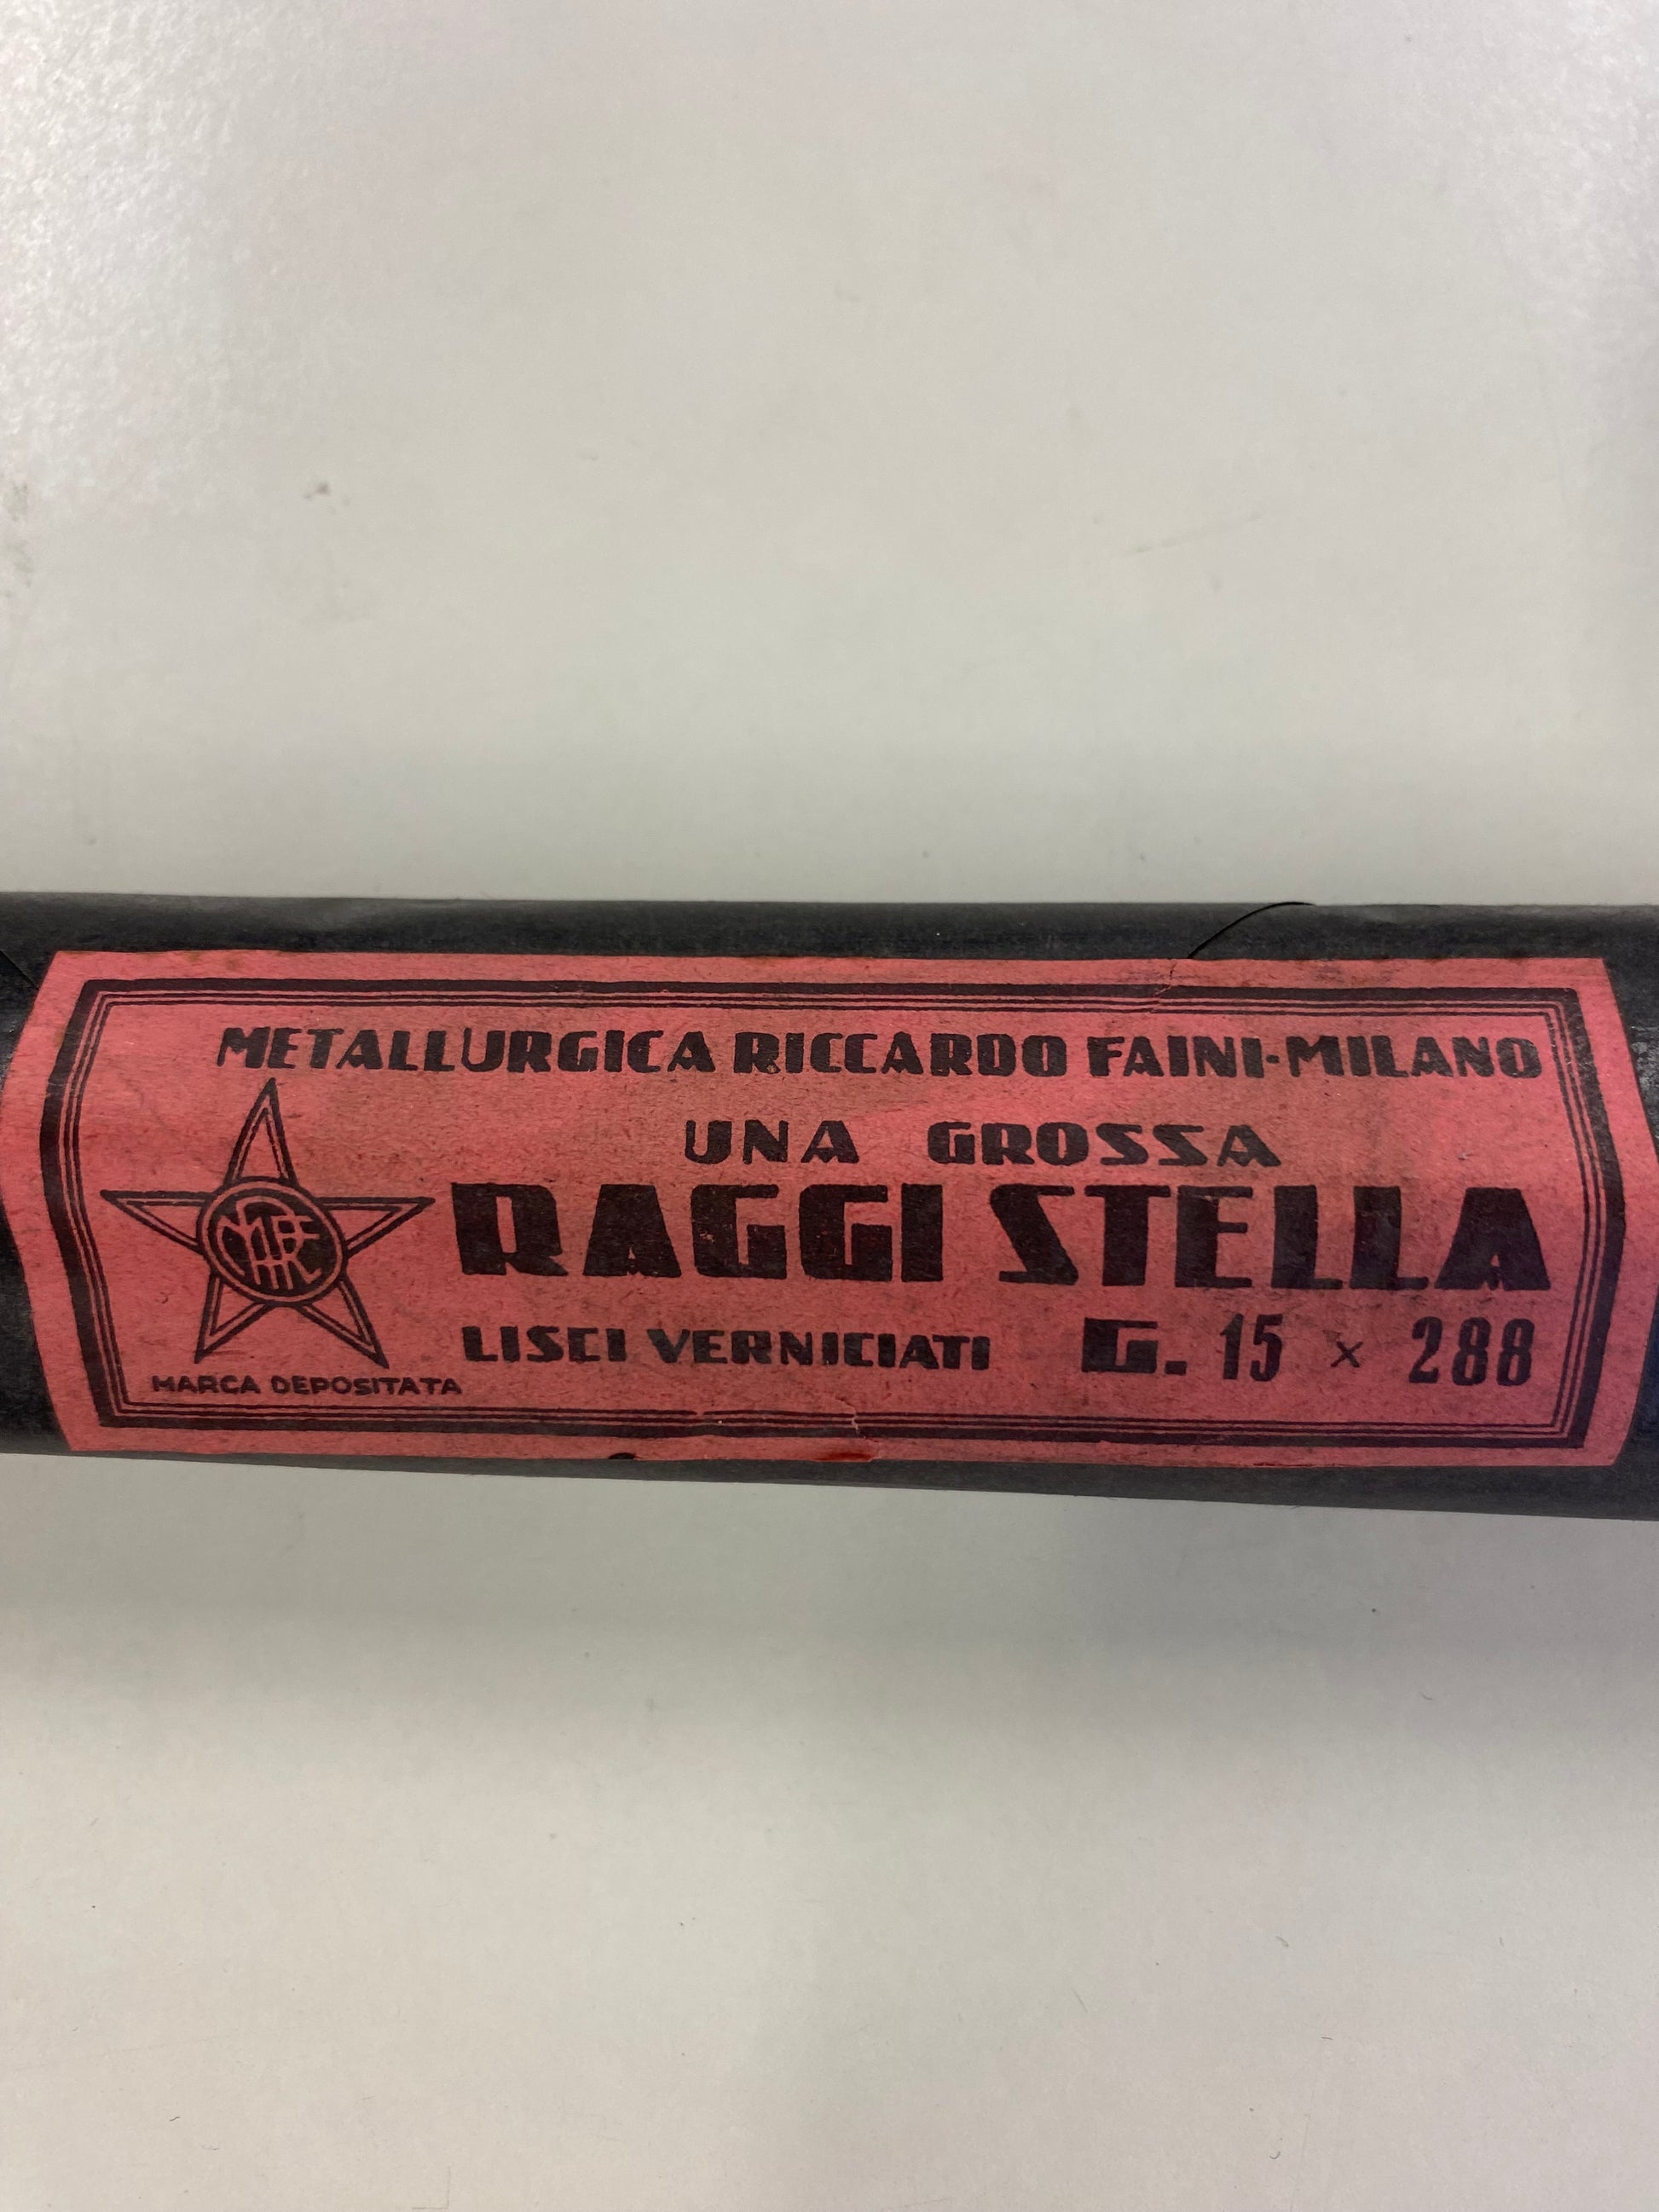 METALLURGICA RICCARDO FAINI-MILANO
UNA GROSSA
RAGGI STELLA
LISCI VERNICIATI G. 15 x 288
MARCA DEPOSITATA